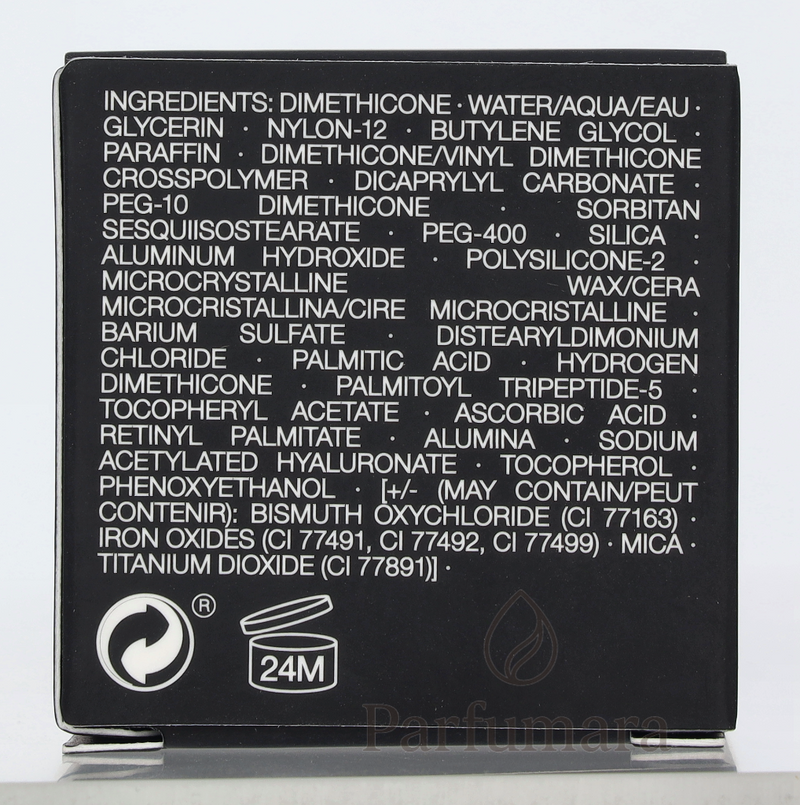 INGREDIENTS: DIMETHICONE · WATER/AQUA/EAU ·
GLYCERIN · NYLON-12 · BUTYLENE GLYCOL ·
PARAFFIN · DIMETHICONE/VINYL DIMETHICONE
CROSSPOLYMER · DICAPRYLYL CARBONATE ·
PEG-10 DIMETHICONE · SORBITAN
SESQUIISOSTEARATE · PEG-400 · SILICA ·
ALUMINUM HYDROXIDE · POLYSILICONE-2 ·
MICROCRYSTALLINE WAX/CERA
MICROCRISTALLINA/CIRE MICROCRISTALLINE ·
BARIUM SULFATE · DISTEARYLDIMONIUM
CHLORIDE · PALMITIC ACID · HYDROGEN
DIMETHICONE · PALMITOYL TRIPEPTIDE-5 ·
TOCOPHERYL ACETATE · ASCORBIC ACID ·
RETINYL PALMITATE · ALUMINA · SODIUM
ACETYLATED HYALURONATE · TOCOPHEROL ·
PHENOXYETHANOL · [+/- (MAY CONTAIN/PEUT
CONTENIR): BISMUTH OXYCHLORIDE (CI 77163) ·
IRON OXIDES (CI 77491, CI 77492, CI 77499) · MICA ·
TITANIUM DIOXIDE (CI 77891)] ·
®
24M
Parfumara